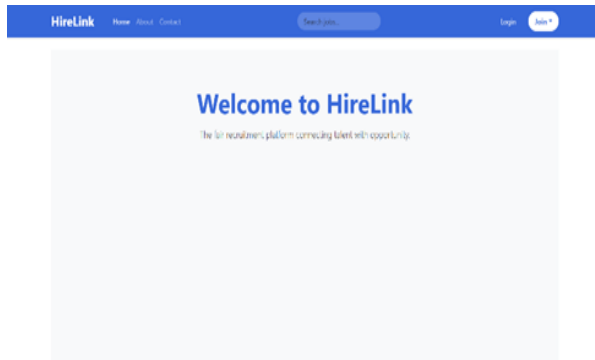 HireLink Home About Contact Search jobs... Login Join
Welcome to HireLink
The fair recruitment platform connecting talent with opportunity.